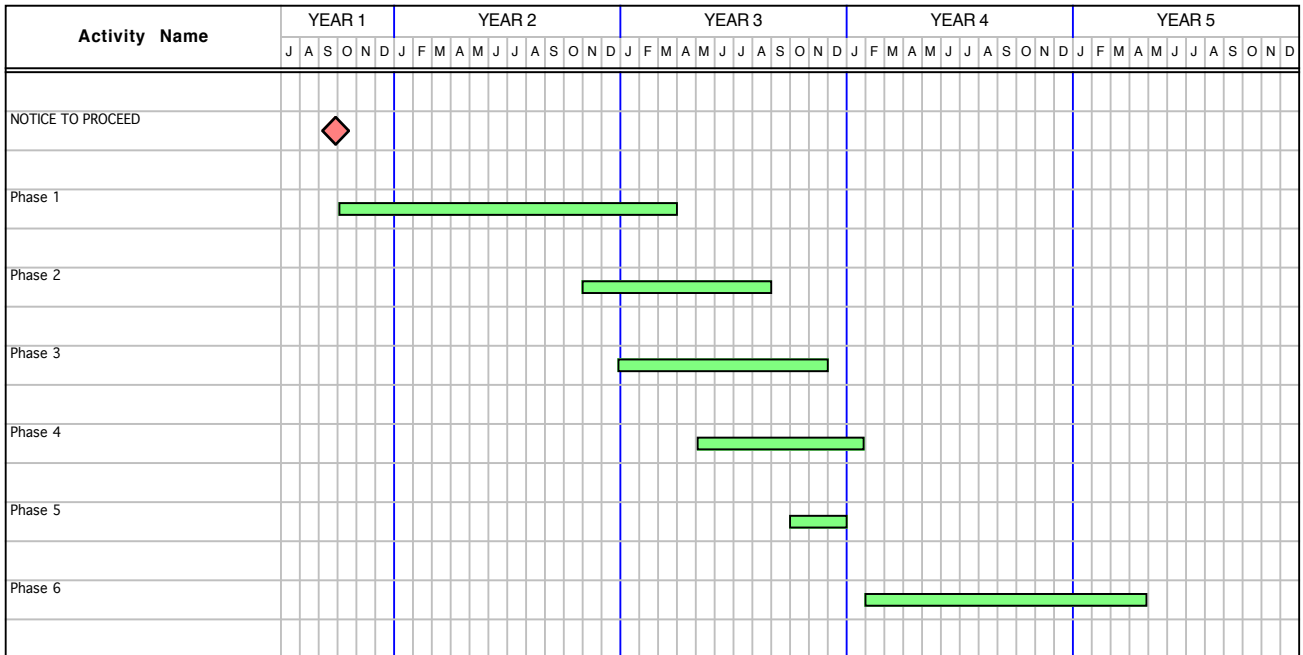 Activity Name
YEAR 1 YEAR 2 YEAR 3 YEAR 4 YEAR 5
J A S O N D J F M A M J J A S O N D J F M A M J J A S O N D J F M A M J J A S O N D J F M A M J J A S O N D
NOTICE TO PROCEED
Phase 1
Phase 2
Phase 3
Phase 4
Phase 5
Phase 6